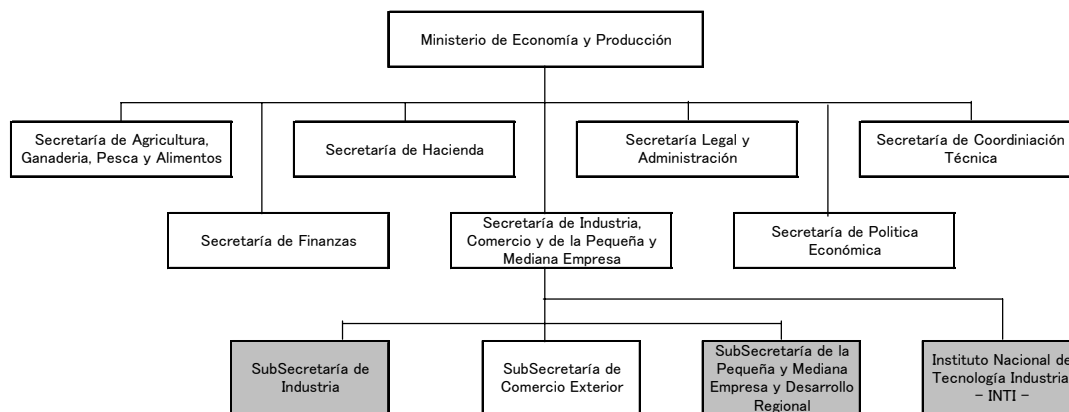 Ministerio de Economía y Producción
Secretaría de Agricultura,
Ganaderia, Pesca y Alimentos
Secretaría de Hacienda
Secretaría Legal y
Administración
Secretaría de Coordiniación
Técnica
Secretaría de Finanzas
Secretaría de Industria,
Comercio y de la Pequeña y
Mediana Empresa
Secretaría de Politica
Económica
SubSecretaría de
Industria
SubSecretaría de
Comercio Exterior
SubSecretaría de la
Pequeña y Mediana
Empresa y Desarrollo
Regional
Instituto Nacional de
Tecnología Industrial
– INTI –